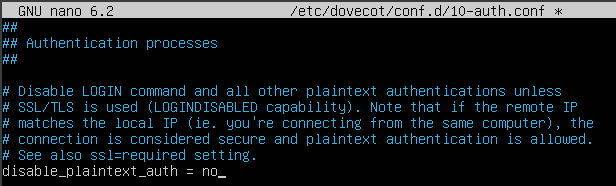 GNU nano 6.2 /etc/dovecot/conf.d/10-auth.conf *
##
## Authentication processes
##
# Disable LOGIN command and all other plaintext authentications unless
# SSL/TLS is used (LOGINDISABLED capability). Note that if the remote IP
# matches the local IP (ie. you're connecting from the same computer), the
# connection is considered secure and plaintext authentication is allowed.
# See also ssl=required setting.
disable_plaintext_auth = no